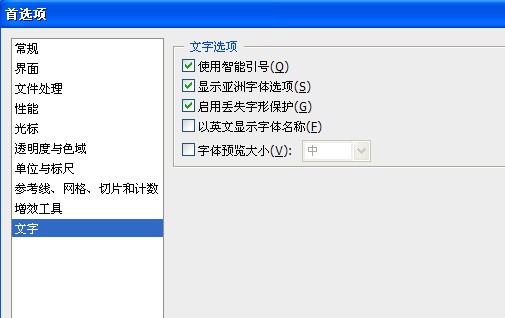 首选项
常规
界面
文件处理
性能
光标
透明度与色域
单位与标尺
参考线、网格、切片和计数
增效工具
文字
文字选项
使用智能引号(Q)
显示亚洲字体选项(S)
启用丢失字形保护(G)
以英文显示字体名称(F)
字体预览大小(V): 中